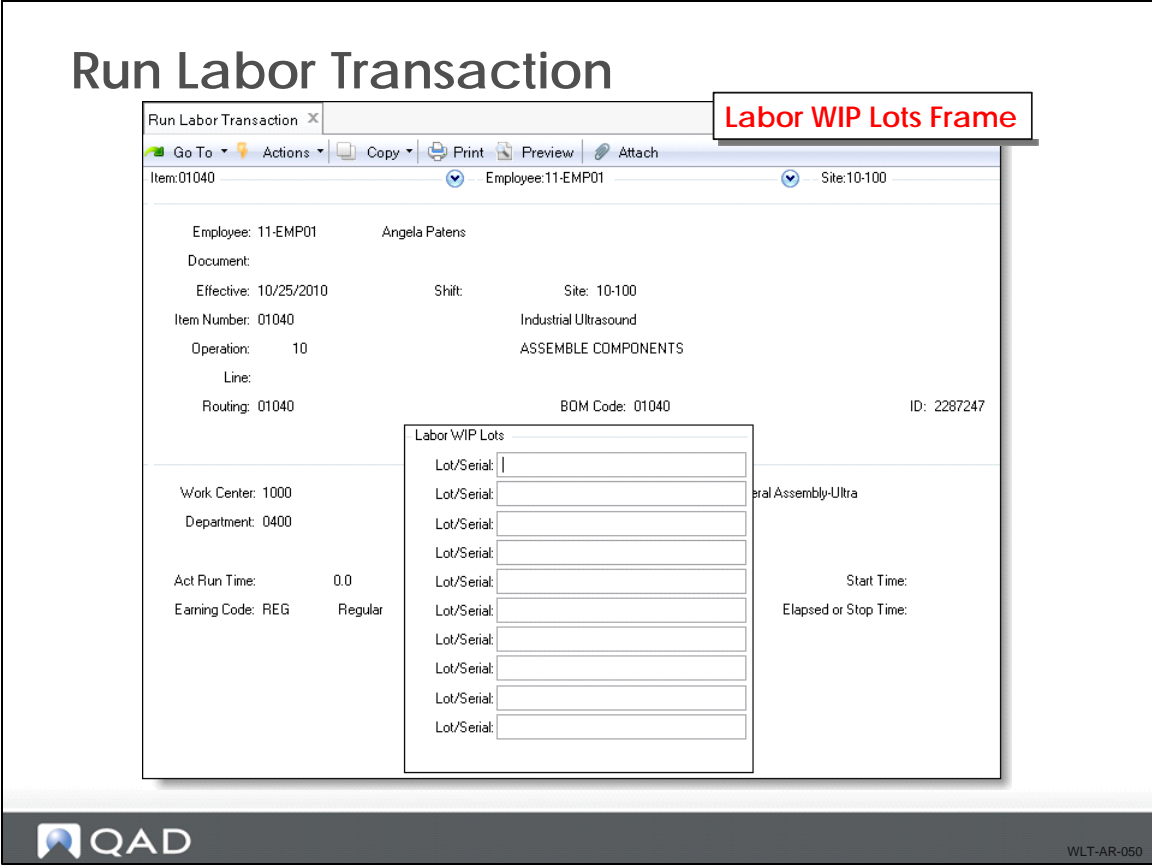 Run Labor Transaction
Labor WIP Lots Frame
Run Labor Transaction
Go To Actions Copy Print Preview Attach
Item:01040 Employee:11-EMP01 Site:10-100
Employee: 11-EMP01 Angela Patens
Document:
Effective: 10/25/2010 Shift: Site: 10-100
Item Number: 01040 Industrial Ultrasound
Operation: 10 ASSEMBLE COMPONENTS
Line:
Routing: 01040 BOM Code: 01040 ID: 2287247
Labor WIP Lots
Lot/Serial:
Work Center: 1000 Lot/Serial: eral Assembly-Ultra
Department: 0400 Lot/Serial:
Lot/Serial:
Act Run Time: 0.0 Lot/Serial: Start Time:
Earning Code: REG Regular Lot/Serial: Elapsed or Stop Time:
Lot/Serial:
Lot/Serial:
Lot/Serial:
Lot/Serial:
QAD
WLT-AR-050